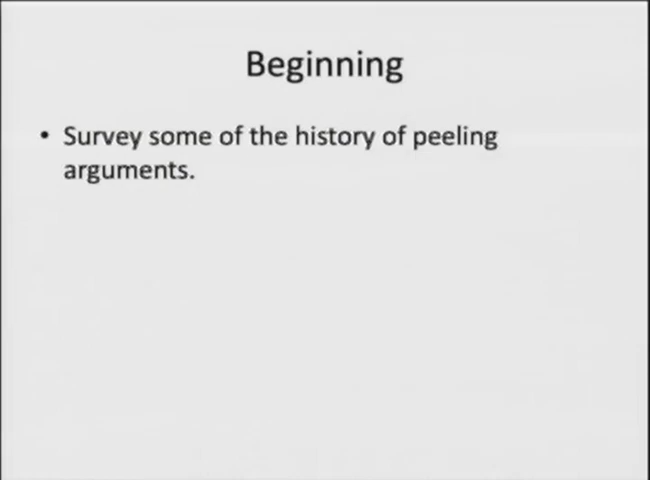 Beginning
• Survey some of the history of peeling
arguments.